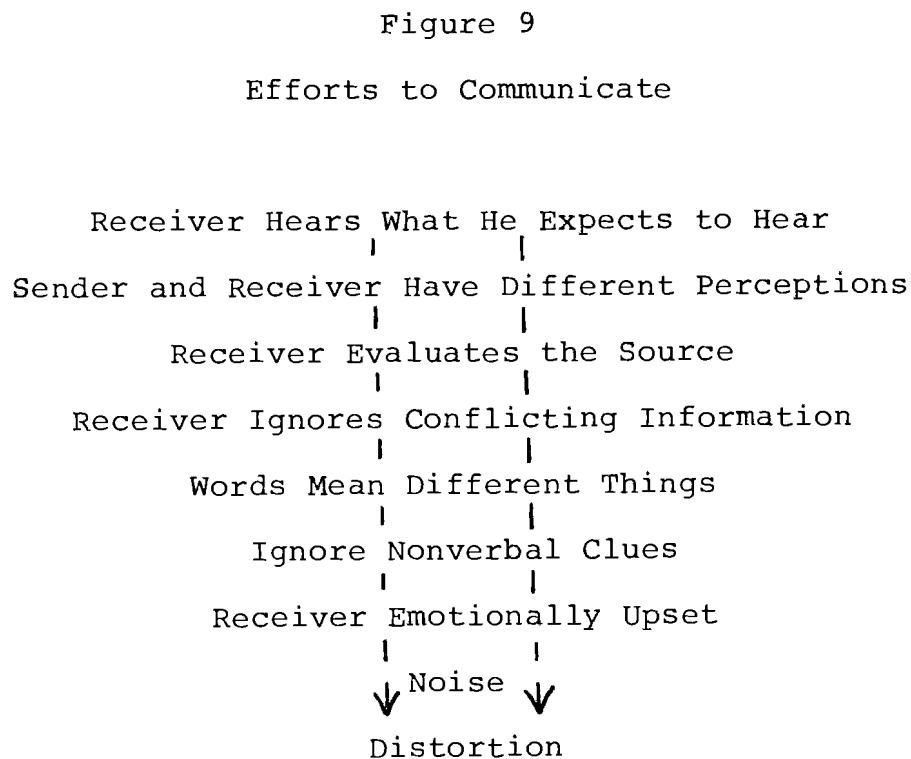 Figure 9
Efforts to Communicate
Receiver Hears What He Expects to Hear
Sender and Receiver Have Different Perceptions
Receiver Evaluates the Source
Receiver Ignores Conflicting Information
Words Mean Different Things
Ignore Nonverbal Clues
Receiver Emotionally Upset
Noise
Distortion